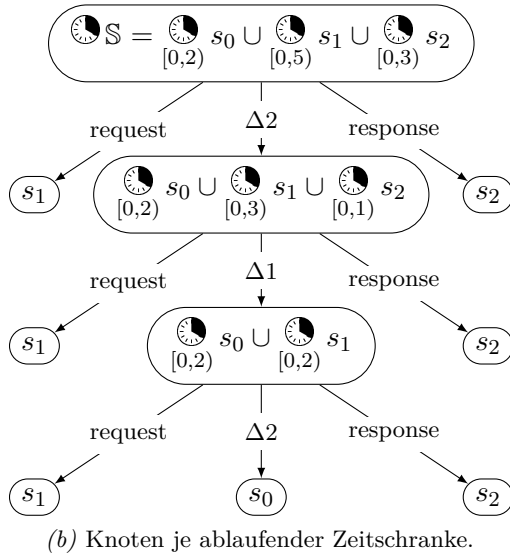 𝕊 = s₀ ∪ s₁ ∪ s₂
[0,2) [0,5) [0,3)
request Δ2 response
s₁ s₀ ∪ s₁ ∪ s₂ s₂
[0,2) [0,3) [0,1)
request Δ1 response
s₁ s₀ ∪ s₁ s₂
[0,2) [0,2)
request Δ2 response
s₁ s₀ s₂
(b) Knoten je ablaufender Zeitschranke.